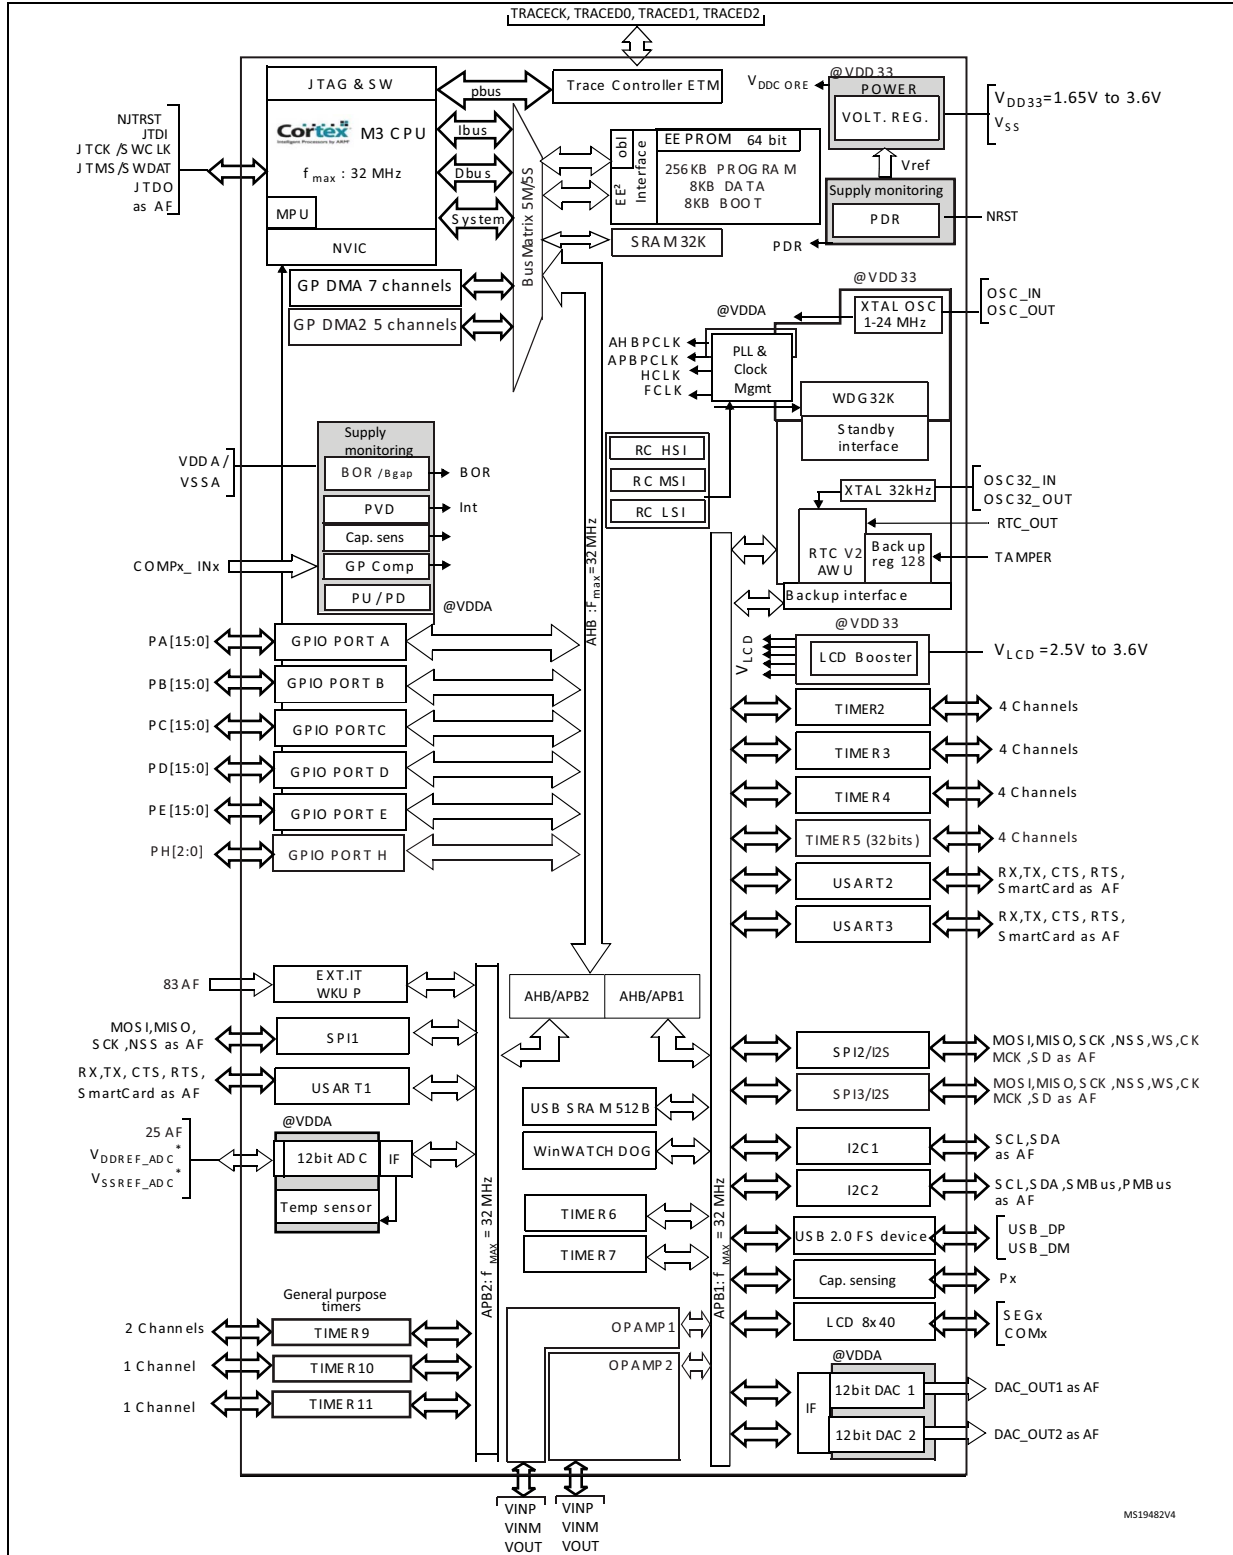 TRACECK, TRACED0, TRACED1, TRACED2
JTAG & SW
pbus
Trace Controller ETM
VDDCORE
@VDD33
POWER
VOLT. REG.
VDD33=1.65V to 3.6V
VSS
NJTRST
JTDI
JTCK/SWCLK
JTMS/SWDAT
JTDO
as AF
Cortex
M3 CPU
fmax : 32 MHz
MPU
NVIC
Ibus
Dbus
System
Bus Matrix 5M/5S
obl
EE²
Interface
EEPROM 64 bit
256KB PROGRAM
8KB DATA
8KB BOOT
SRAM 32K
Vref
Supply monitoring
PDR
NRST
PDR
GP DMA 7 channels
GP DMA2 5 channels
@VDD33
XTAL OSC
1-24 MHz
OSC_IN
OSC_OUT
@VDDA
AHBPCLK
APBPCLK
HCLK
FCLK
PLL &
Clock
Mgmt
WDG32K
Standby
interface
RC HSI
RC MSI
RC LSI
Supply
monitoring
VDDA/
VSSA
BOR /Bgap
BOR
PVD
Int
Cap. sens
COMPx_INx
GP Comp
PU / PD
@VDDA
AHB :Fmax=32 MHz
XTAL 32kHz
OSC32_IN
OSC32_OUT
RTC_OUT
RTC V2
AWU
Backup
reg 128
TAMPER
Backup interface
@VDD33
VLCD
LCD Booster
VLCD =2.5V to 3.6V
PA[15:0]
GPIO PORT A
PB[15:0]
GPIO PORT B
PC[15:0]
GPIO PORTC
PD[15:0]
GPIO PORT D
PE[15:0]
GPIO PORT E
PH[2:0]
GPIO PORT H
TIMER2
4 Channels
TIMER3
4 Channels
TIMER4
4 Channels
TIMER5 (32bits)
4 Channels
USART2
RX,TX, CTS, RTS,
SmartCard as AF
USART3
RX,TX, CTS, RTS,
SmartCard as AF
83AF
EXT.IT
WKUP
AHB/APB2
AHB/APB1
MOSI,MISO,
SCK,NSS as AF
SPI1
RX,TX, CTS, RTS,
SmartCard as AF
USART1
SPI2/I2S
MOSI,MISO,SCK,NSS,WS,CK
MCK,SD as AF
SPI3/I2S
MOSI,MISO,SCK,NSS,WS,CK
MCK,SD as AF
@VDDA
25AF
VDDREF_ADC*
VSSREF_ADC*
12bit ADC
IF
Temp sensor
USB SRAM 512B
WinWATCH DOG
I2C1
SCL,SDA
as AF
I2C2
SCL,SDA,SMBus,PMBus
as AF
TIMER6
TIMER7
APB2: fMAX = 32 MHz
APB1: fMAX = 32 MHz
USB 2.0 FS device
USB_DP
USB_DM
Cap. sensing
Px
General purpose
timers
2 Channels
TIMER9
1 Channel
TIMER10
1 Channel
TIMER11
OPAMP1
OPAMP2
LCD 8x40
SEGx
COMx
@VDDA
IF
12bit DAC 1
DAC_OUT1 as AF
12bit DAC 2
DAC_OUT2 as AF
VINP
VINM
VOUT
VINP
VINM
VOUT
MS19482V4